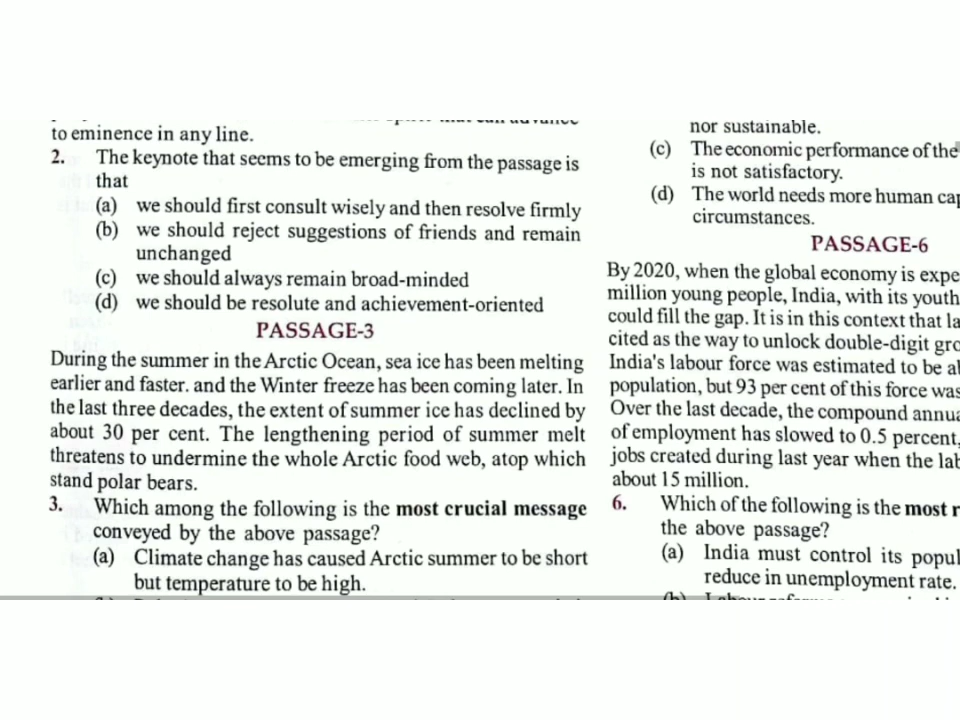 to eminence in any line.
2. The keynote that seems to be emerging from the passage is
that
(a) we should first consult wisely and then resolve firmly
(b) we should reject suggestions of friends and remain
unchanged
(c) we should always remain broad-minded
(d) we should be resolute and achievement-oriented
PASSAGE-3
During the summer in the Arctic Ocean, sea ice has been melting
earlier and faster. and the Winter freeze has been coming later. In
the last three decades, the extent of summer ice has declined by
about 30 per cent. The lengthening period of summer melt
threatens to undermine the whole Arctic food web, atop which
stand polar bears.
3. Which among the following is the most crucial message
conveyed by the above passage?
(a) Climate change has caused Arctic summer to be short
but temperature to be high.
nor sustainable.
(c) The economic performance of the
is not satisfactory.
(d) The world needs more human cap
circumstances.
PASSAGE-6
By 2020, when the global economy is expe
million young people, India, with its youth
could fill the gap. It is in this context that la
cited as the way to unlock double-digit gro
India's labour force was estimated to be al
population, but 93 per cent of this force was
Over the last decade, the compound annua
of employment has slowed to 0.5 percent,
jobs created during last year when the lab
about 15 million.
6. Which of the following is the most r
the above passage?
(a) India must control its popul
reduce in unemployment rate.